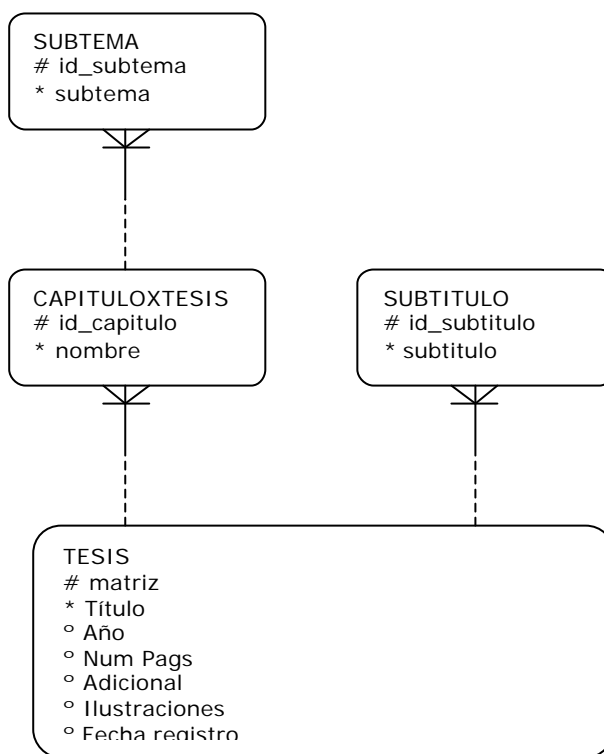 SUBTEMA
# id_subtema
* subtema
CAPITULOXTESIS
# id_capitulo
* nombre
SUBTITULO
# id_subtitulo
* subtitulo
TESIS
# matriz
* Título
º Año
º Num Pags
º Adicional
º Ilustraciones
º Fecha registro